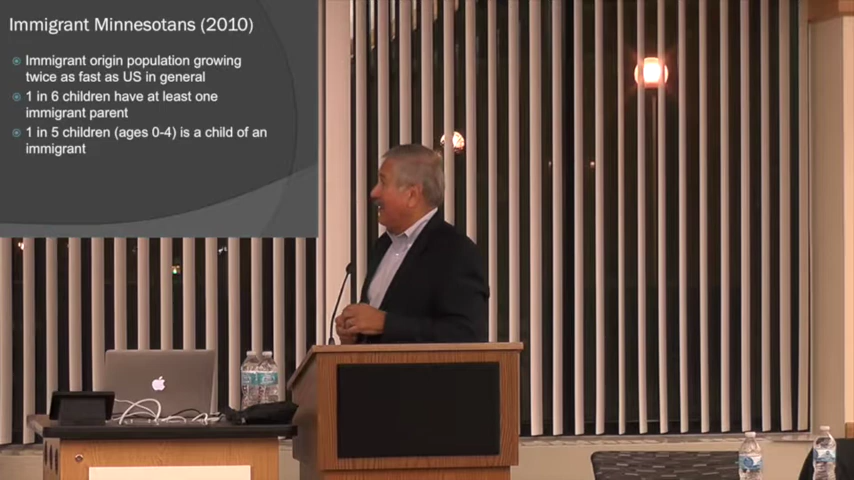 Immigrant Minnesotans (2010)
Immigrant origin population growing
twice as fast as US in general
1 in 6 children have at least one
immigrant parent
1 in 5 children (ages 0-4) is a child of an
immigrant